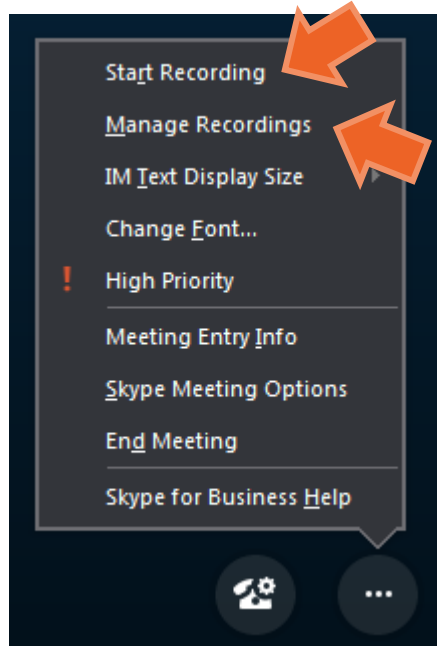 Start Recording
Manage Recordings
IM Text Display Size
Change Font...
! High Priority
Meeting Entry Info
Skype Meeting Options
End Meeting
Skype for Business Help